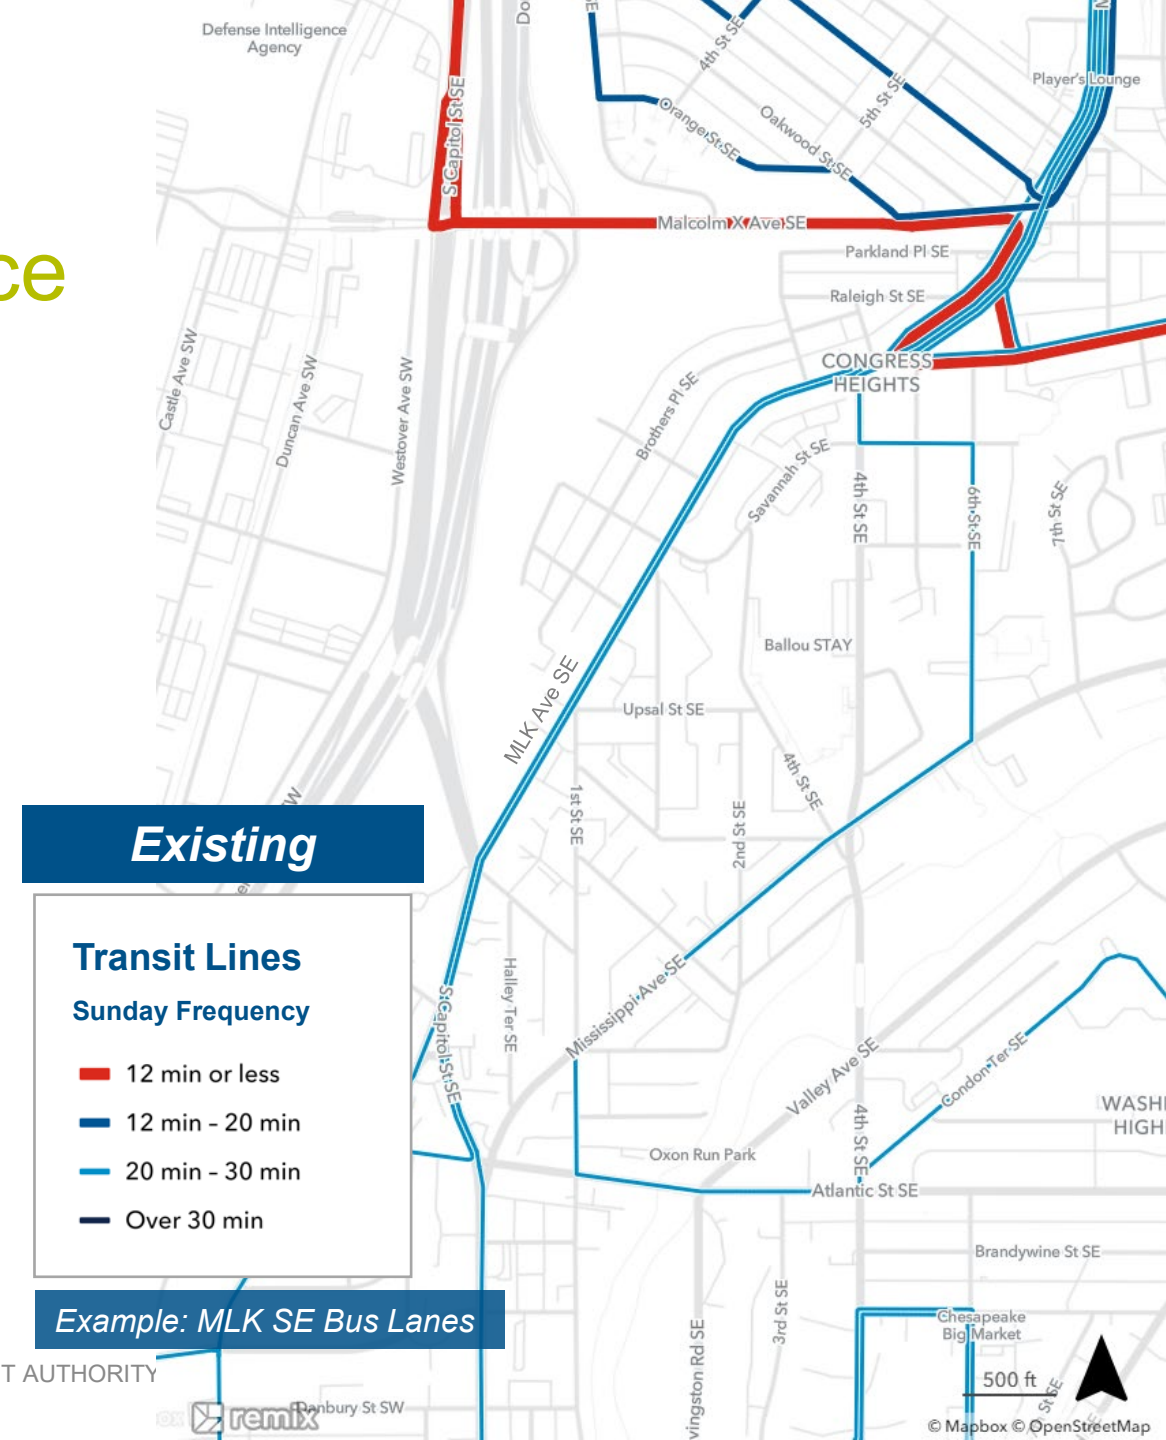 Defense Intelligence
Agency
S Capitol St SE
4th St SE
Player's Lounge
5th St SE
Orange St SE
Oakwood St SE
Malcolm X Ave SE
Parkland Pl SE
ce
Raleigh St SE
CONGRESS
HEIGHTS
Castle Ave SW
Duncan Ave SW
Westover Ave SW
Brothers Pl SE
Savannah St SE
4th St SE
6th St SE
7th St SE
Ballou STAY
MLK Ave SE
Upsal St SE
4th St SE
1st St SE
2nd St SE
Existing
Transit Lines
Sunday Frequency
12 min or less
12 min - 20 min
20 min - 30 min
Over 30 min
S Capitol St SE
Halley Ter SE
Mississippi Ave SE
Valley Ave SE
Condon Ter SE
WASHI
HIGH
4th St SE
Oxon Run Park
Atlantic St SE
Brandywine St SE
3rd St SE
Chesapeake
Big Market
Example: MLK SE Bus Lanes
T AUTHORITY
vingston Rd SE
500 ft
remix
Danbury St SW
© Mapbox © OpenStreetMap